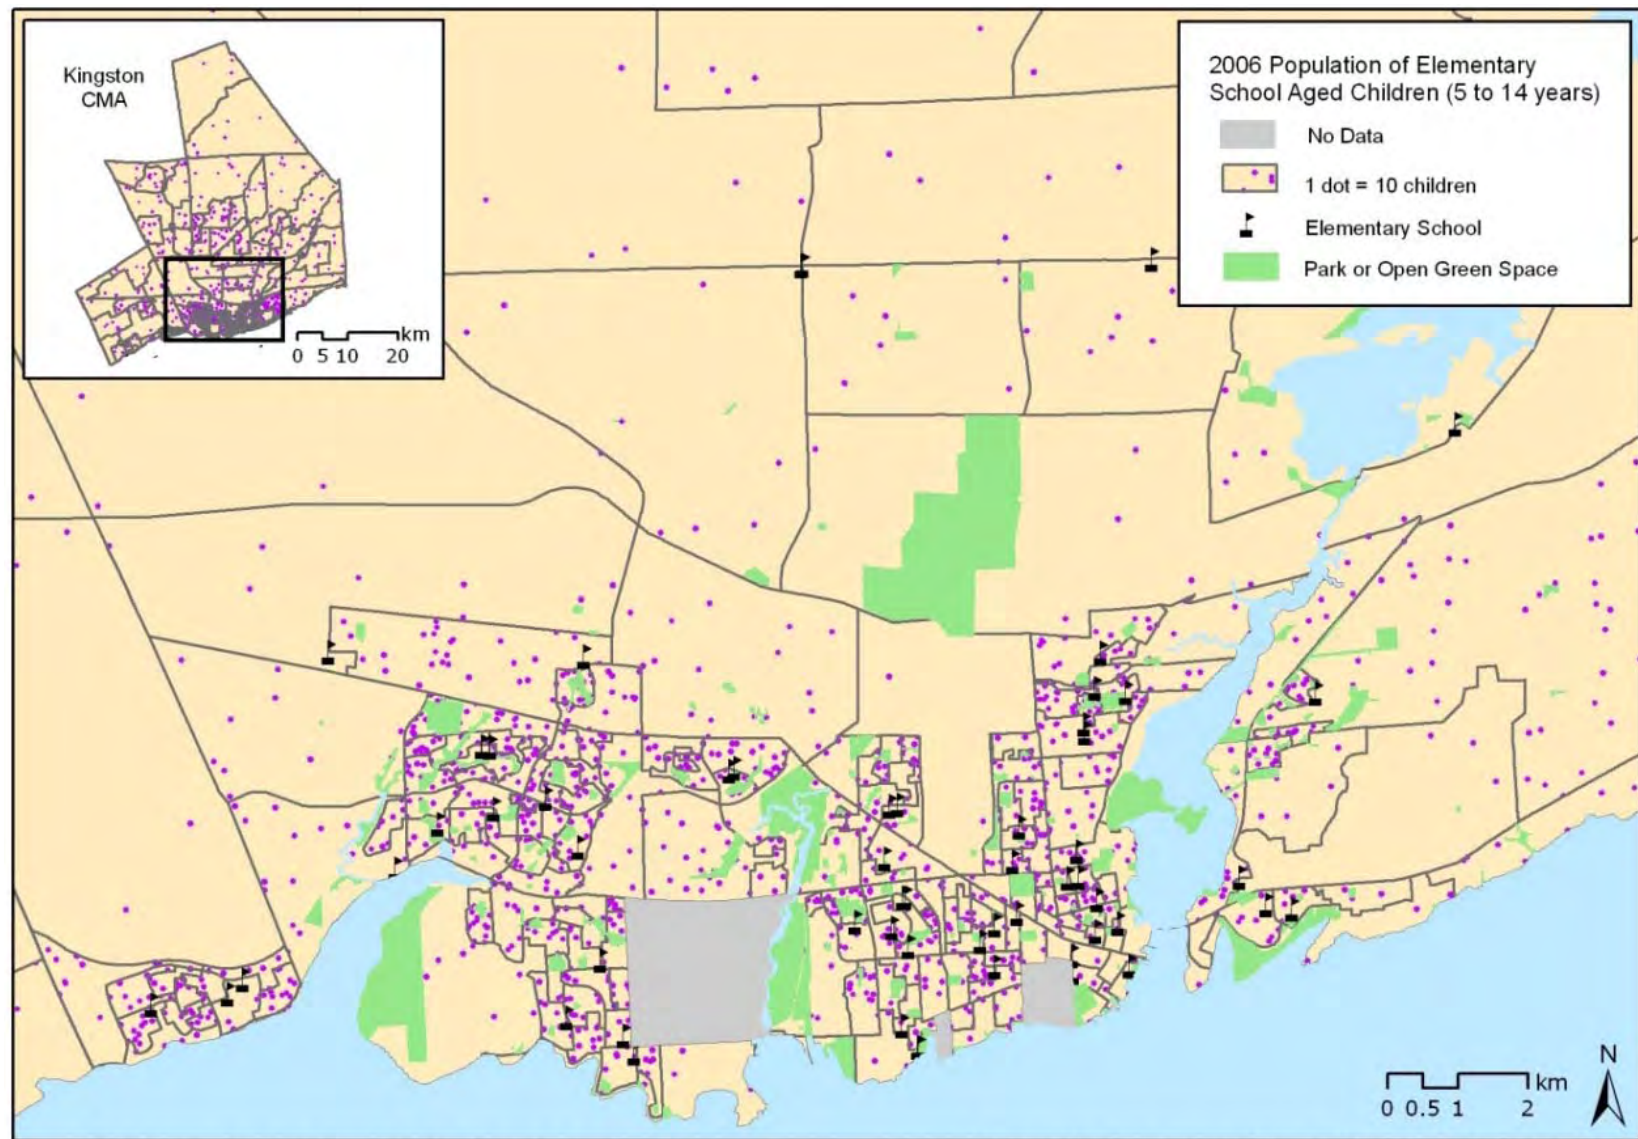 Kingston
CMA
km
0 5 10 20
2006 Population of Elementary
School Aged Children (5 to 14 years)
No Data
1 dot = 10 children
Elementary School
Park or Open Green Space
N
km
0 0.5 1 2